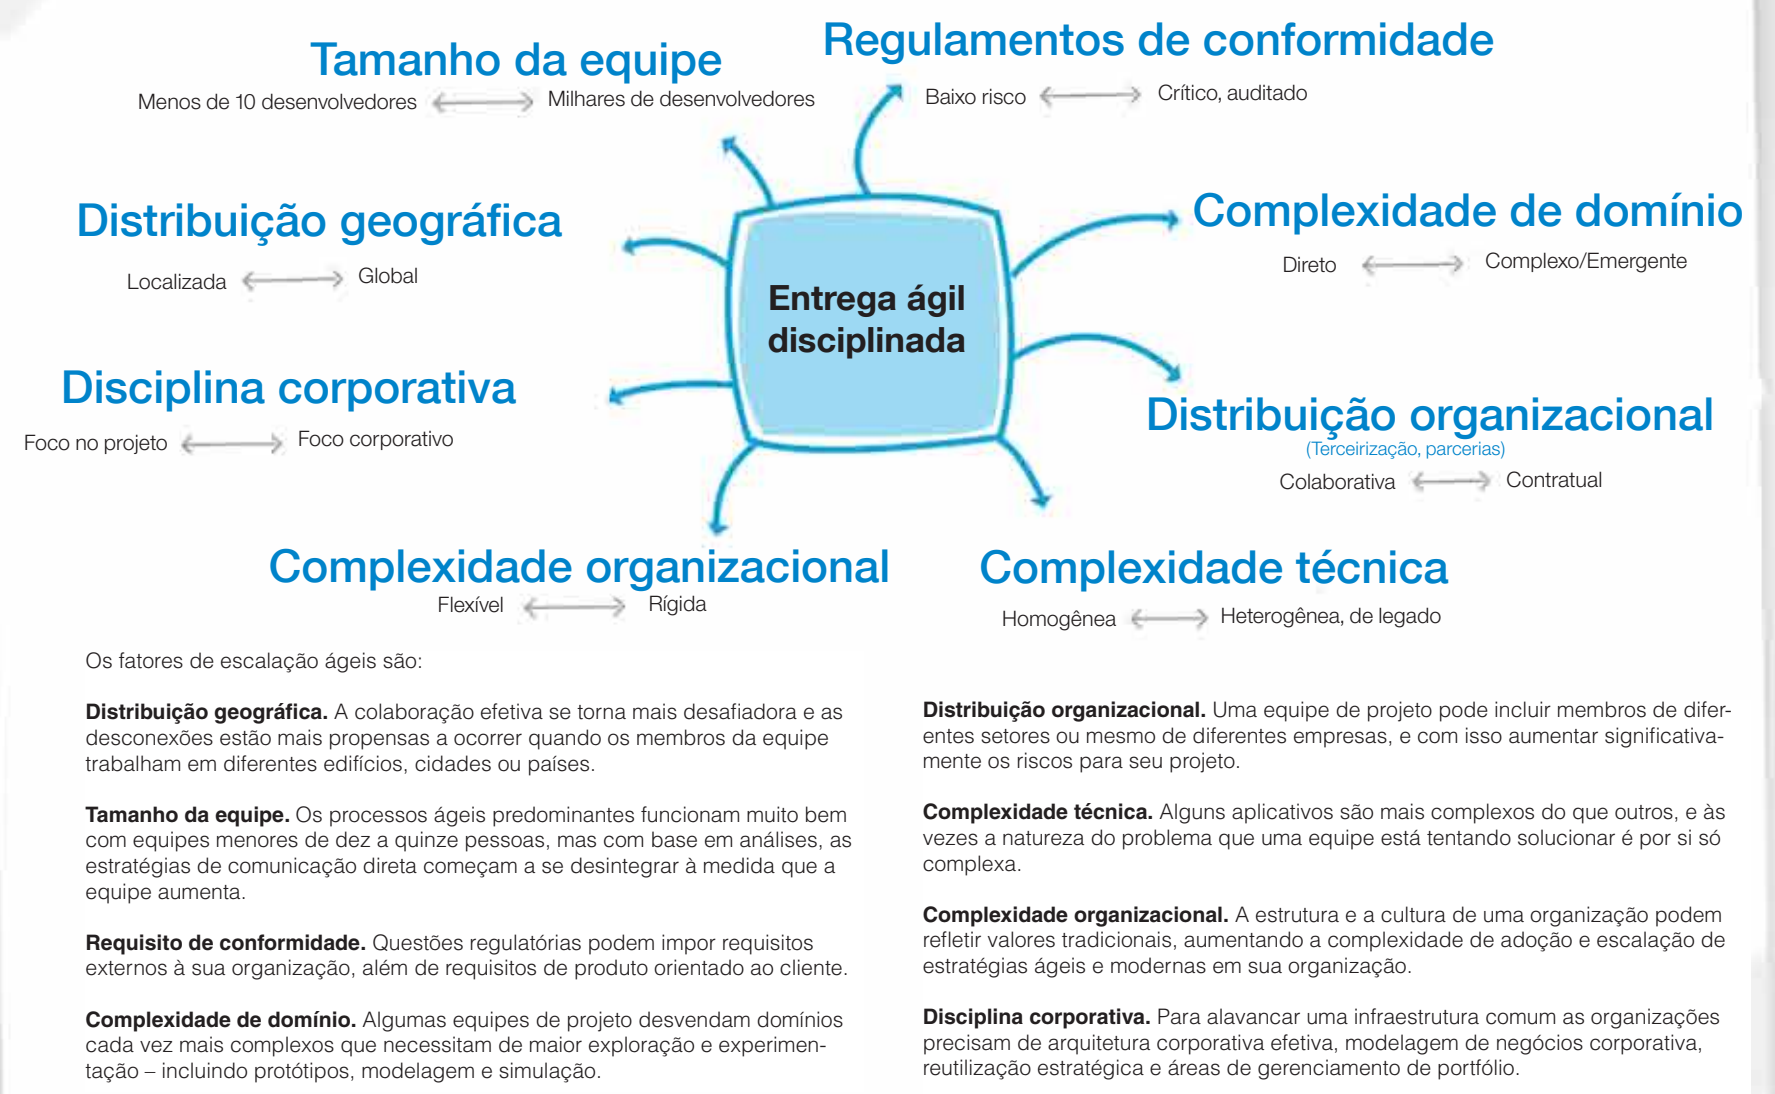 Tamanho da equipe
Menos de 10 desenvolvedores
Milhares de desenvolvedores
Regulamentos de conformidade
Baixo risco
Crítico, auditado
Distribuição geográfica
Localizada
Global
Complexidade de domínio
Direto
Complexo/Emergente
Entrega ágil
disciplinada
Disciplina corporativa
Foco no projeto
Foco corporativo
Distribuição organizacional
(Terceirização, parcerias)
Colaborativa
Contratual
Complexidade organizacional
Flexível
Rígida
Complexidade técnica
Homogênea
Heterogênea, de legado
Os fatores de escalação ágeis são:
Distribuição geográfica. A colaboração efetiva se torna mais desafiadora e as
desconexões estão mais propensas a ocorrer quando os membros da equipe
trabalham em diferentes edifícios, cidades ou países.
Tamanho da equipe. Os processos ágeis predominantes funcionam muito bem
com equipes menores de dez a quinze pessoas, mas com base em análises, as
estratégias de comunicação direta começam a se desintegrar à medida que a
equipe aumenta.
Requisito de conformidade. Questões regulatórias podem impor requisitos
externos à sua organização, além de requisitos de produto orientado ao cliente.
Complexidade de domínio. Algumas equipes de projeto desvendam domínios
cada vez mais complexos que necessitam de maior exploração e experimen-
tação – incluindo protótipos, modelagem e simulação.
Distribuição organizacional. Uma equipe de projeto pode incluir membros de difer-
entes setores ou mesmo de diferentes empresas, e com isso aumentar significativa-
mente os riscos para seu projeto.
Complexidade técnica. Alguns aplicativos são mais complexos do que outros, e às
vezes a natureza do problema que uma equipe está tentando solucionar é por si só
complexa.
Complexidade organizacional. A estrutura e a cultura de uma organização podem
refletir valores tradicionais, aumentando a complexidade de adoção e escalação de
estratégias ágeis e modernas em sua organização.
Disciplina corporativa. Para alavancar uma infraestrutura comum as organizações
precisam de arquitetura corporativa efetiva, modelagem de negócios corporativa,
reutilização estratégica e áreas de gerenciamento de portfólio.